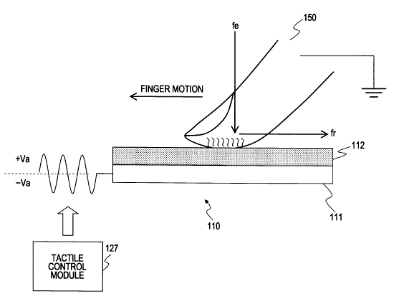 150
fe
FINGER MOTION
fr
112
+Va
−Va
111
110
127
TACTILE
CONTROL
MODULE